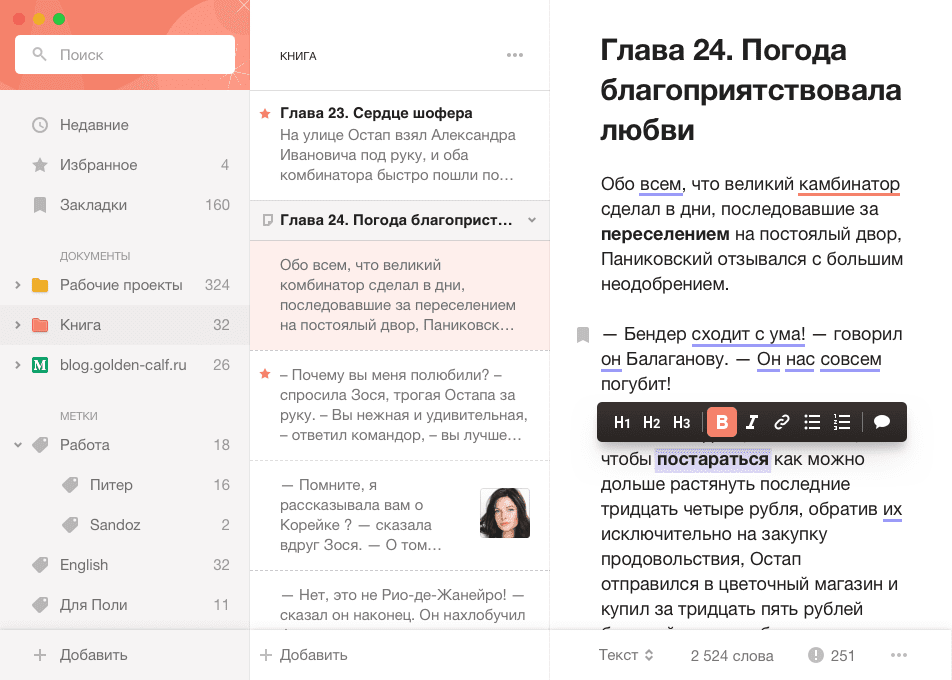 Поиск
Недавние
Избранное 4
Закладки 160
ДОКУМЕНТЫ
Рабочие проекты 324
Книга 32
M blog.golden-calf.ru 26
МЕТКИ
Работа 18
Питер 16
Sandoz 2
English 32
Для Поли 11
Добавить
КНИГА
Глава 23. Сердце шофера
На улице Остап взял Александра
Ивановича под руку, и оба
комбинатора быстро пошли по…
Глава 24. Погода благоприст…
Обо всем, что великий
комбинатор сделал в дни,
последовавшие за переселением
на постоялый двор, Паниковск…
– Почему вы меня полюбили? –
спросила Зося, трогая Остапа за
руку. – Вы нежная и удивительная,
– ответил командор, – вы лучше…
— Помните, я
рассказывала вам о
Корейке ? — сказала
вдруг Зося. — О том…
— Нет, это не Рио-де-Жанейро! —
сказал он наконец. Он нахлобучил
Добавить
Глава 24. Погода
благоприятствовала
любви
Обо всем, что великий камбинатор
сделал в дни, последовавшие за
переселением на постоялый двор,
Паниковский отзывался с большим
неодобрением.
— Бендер сходит с ума! — говорил
он Балаганову. — Он нас совсем
погубит!
H1 H2 H3 B I
чтобы постараться как можно
дольше растянуть последние
тридцать четыре рубля, обратив их
исключительно на закупку
продовольствия, Остап
отправился в цветочный магазин и
купил за тридцать пять рублей
Текст 2 524 слова 251